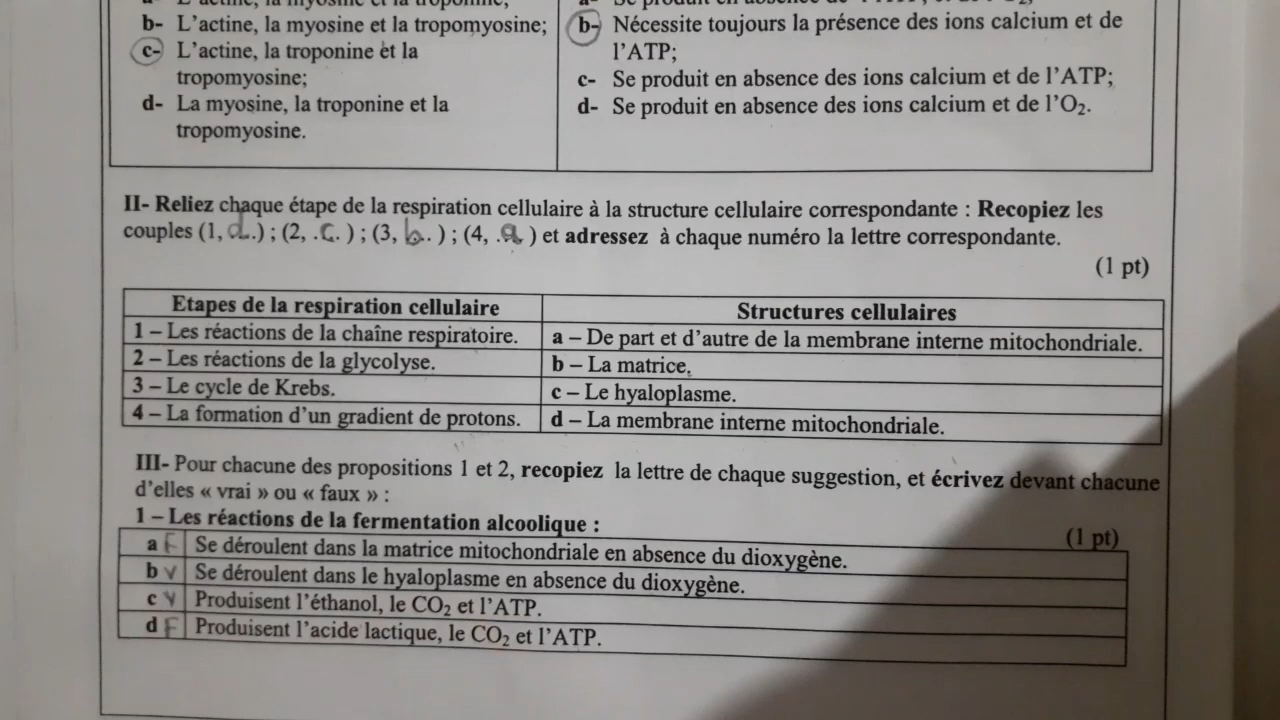 b- L'actine, la myosine et la tropomyosine;
c- L'actine, la troponine et la
tropomyosine;
d- La myosine, la troponine et la
tropomyosine.
b- Nécessite toujours la présence des ions calcium et de
l'ATP;
c- Se produit en absence des ions calcium et de l'ATP;
d- Se produit en absence des ions calcium et de l'O₂.
II- Reliez chaque étape de la respiration cellulaire à la structure cellulaire correspondante : Recopiez les
couples (1, d.) ; (2, .c. ) ; (3, b. ) ; (4, .a ) et adressez à chaque numéro la lettre correspondante.
(1 pt)
Etapes de la respiration cellulaire Structures cellulaires
1 – Les réactions de la chaîne respiratoire. a – De part et d'autre de la membrane interne mitochondriale.
2 – Les réactions de la glycolyse. b – La matrice.
3 – Le cycle de Krebs. c – Le hyaloplasme.
4 – La formation d'un gradient de protons. d – La membrane interne mitochondriale.
III- Pour chacune des propositions 1 et 2, recopiez la lettre de chaque suggestion, et écrivez devant chacune
d'elles « vrai » ou « faux » :
1 – Les réactions de la fermentation alcoolique : (1 pt)
a F Se déroulent dans la matrice mitochondriale en absence du dioxygène.
b V Se déroulent dans le hyaloplasme en absence du dioxygène.
c V Produisent l'éthanol, le CO₂ et l'ATP.
d F Produisent l'acide lactique, le CO₂ et l'ATP.